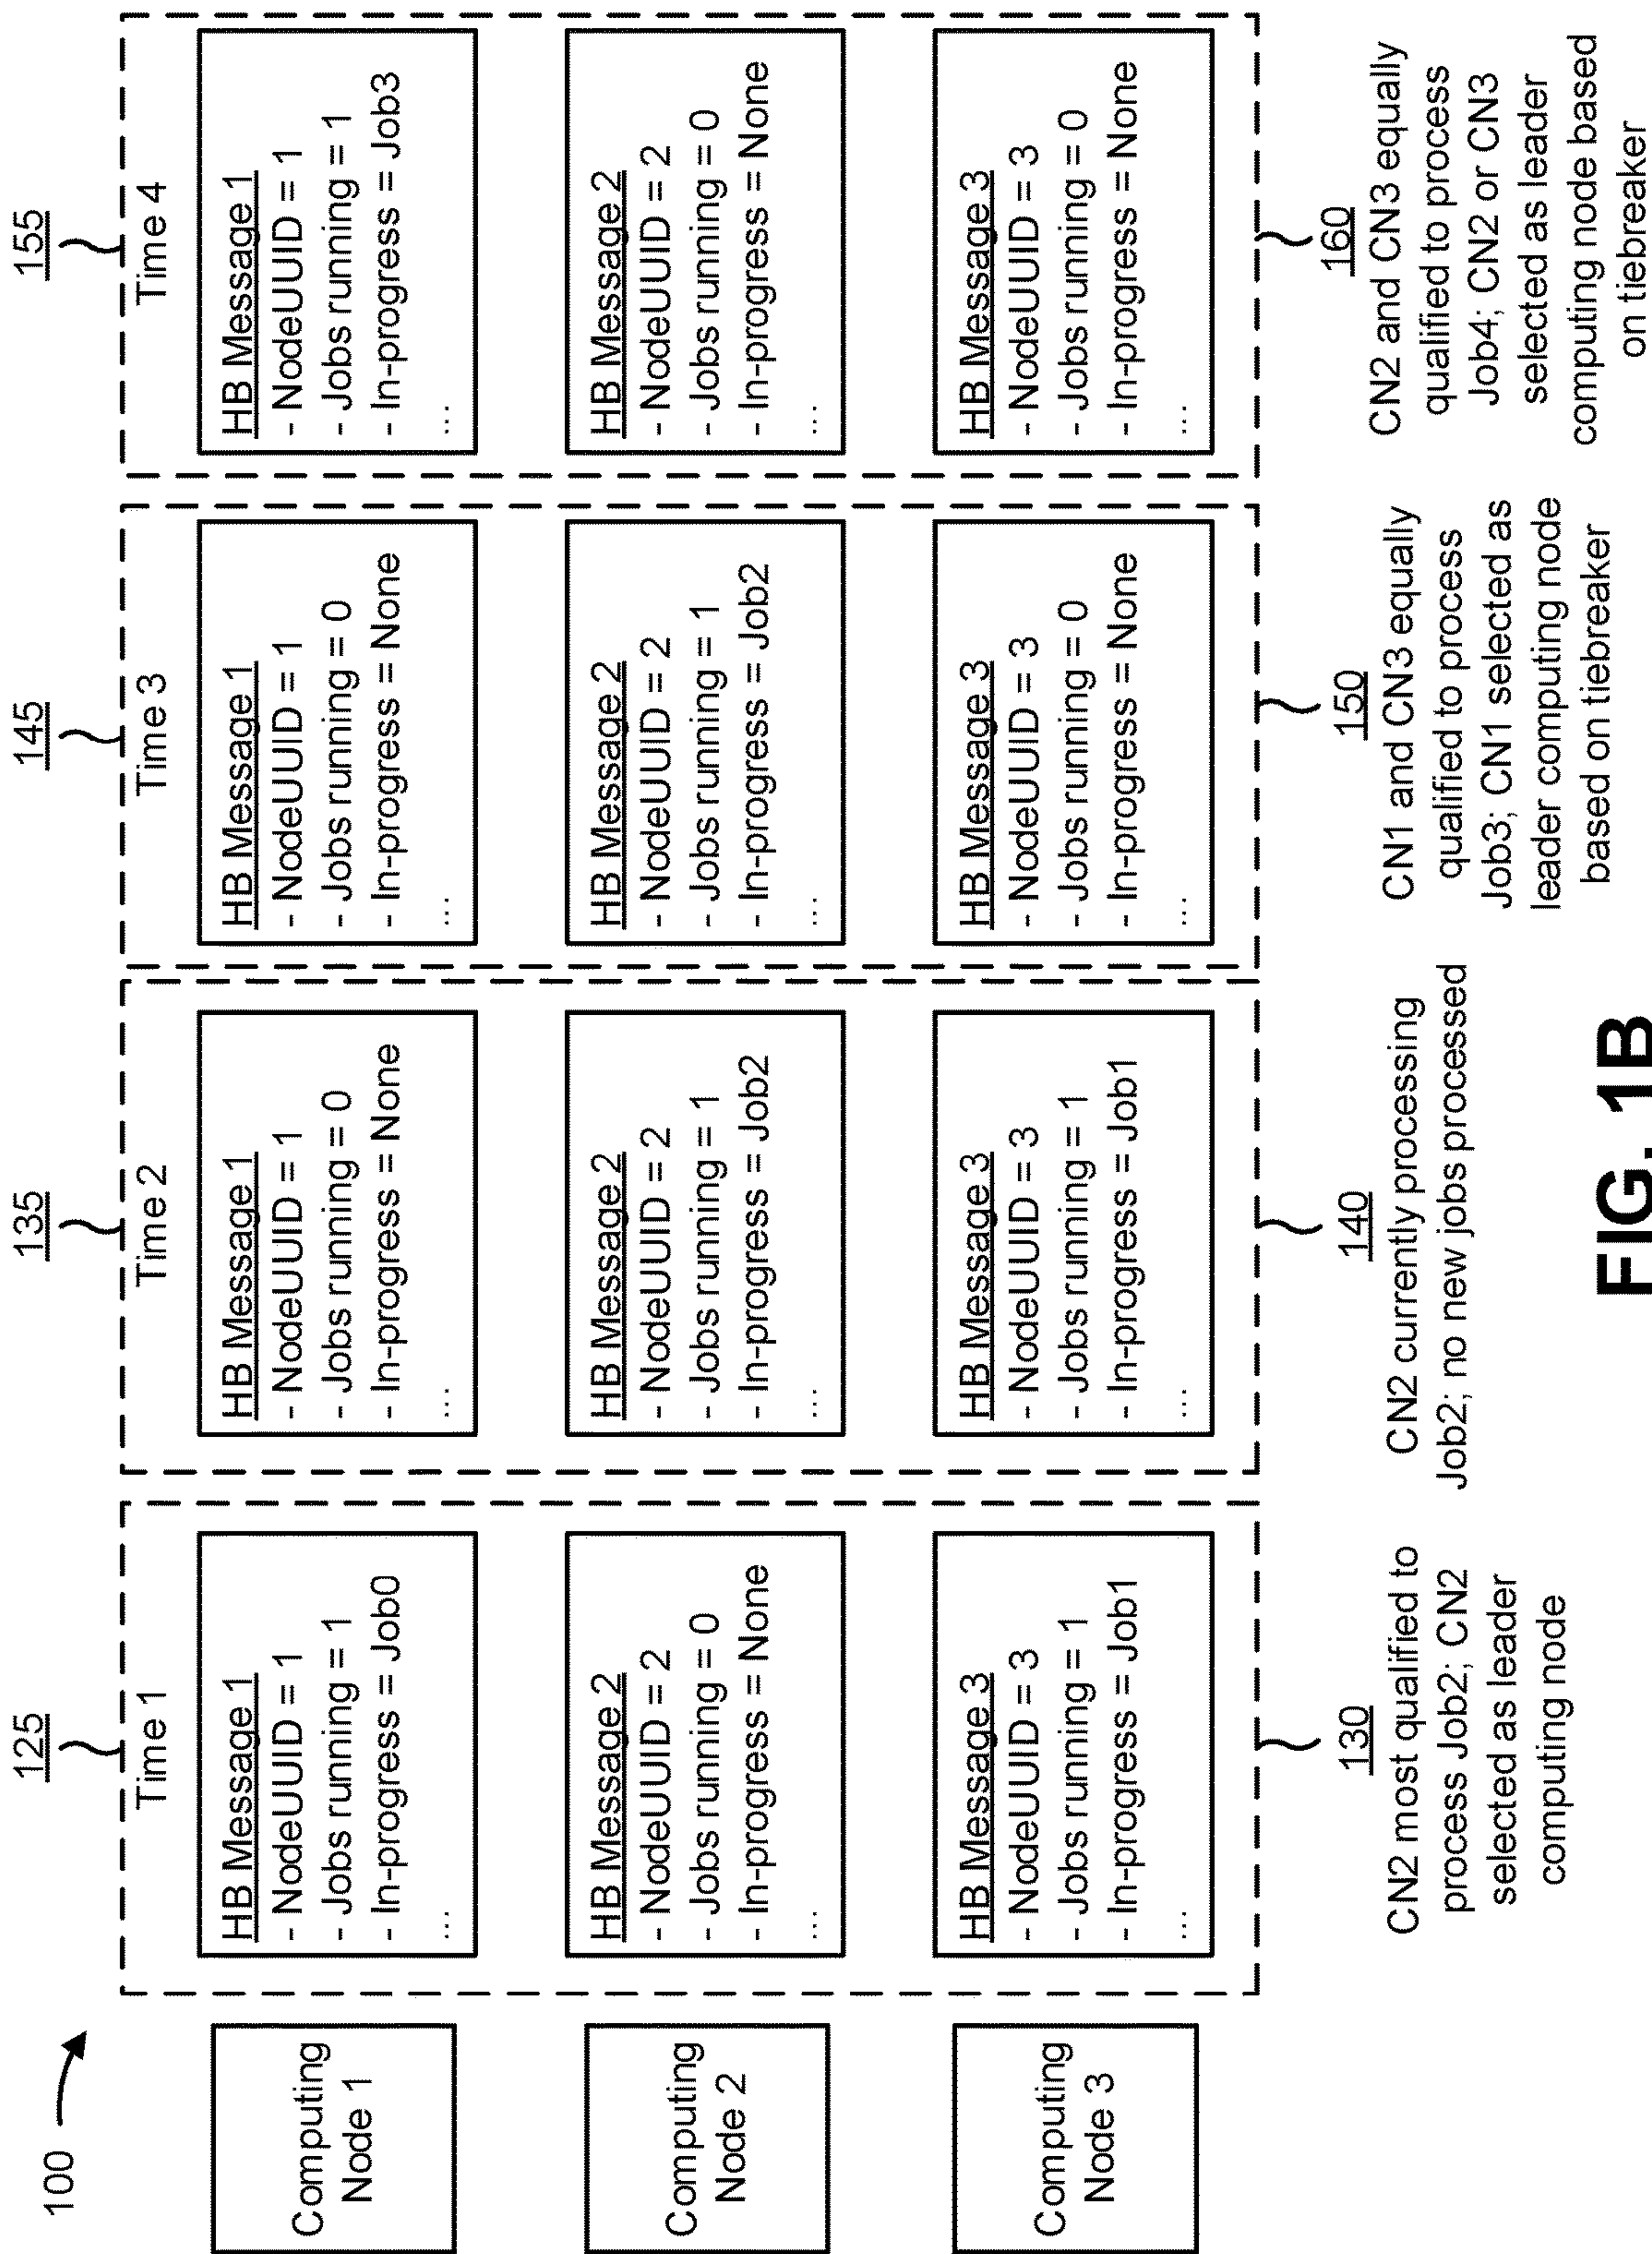 100
125
135
145
155
Time 1
Time 2
Time 3
Time 4
Computing
Node 1
HB Message 1
- NodeUUID = 1
- Jobs running = 1
- In-progress = Job0
...
HB Message 1
- NodeUUID = 1
- Jobs running = 0
- In-progress = None
...
HB Message 1
- NodeUUID = 1
- Jobs running = 0
- In-progress = None
...
HB Message 1
- NodeUUID = 1
- Jobs running = 1
- In-progress = Job3
...
Computing
Node 2
HB Message 2
- NodeUUID = 2
- Jobs running = 0
- In-progress = None
...
HB Message 2
- NodeUUID = 2
- Jobs running = 1
- In-progress = Job2
...
HB Message 2
- NodeUUID = 2
- Jobs running = 1
- In-progress = Job2
...
HB Message 2
- NodeUUID = 2
- Jobs running = 0
- In-progress = None
...
Computing
Node 3
HB Message 3
- NodeUUID = 3
- Jobs running = 1
- In-progress = Job1
...
HB Message 3
- NodeUUID = 3
- Jobs running = 1
- In-progress = Job1
...
HB Message 3
- NodeUUID = 3
- Jobs running = 0
- In-progress = None
...
HB Message 3
- NodeUUID = 3
- Jobs running = 0
- In-progress = None
...
130
CN2 most qualified to
process Job2; CN2
selected as leader
computing node
140
CN2 currently processing
Job2; no new jobs processed
150
CN1 and CN3 equally
qualified to process
Job3; CN1 selected as
leader computing node
based on tiebreaker
160
CN2 and CN3 equally
qualified to process
Job4; CN2 or CN3
selected as leader
computing node based
on tiebreaker
FIG. 1B